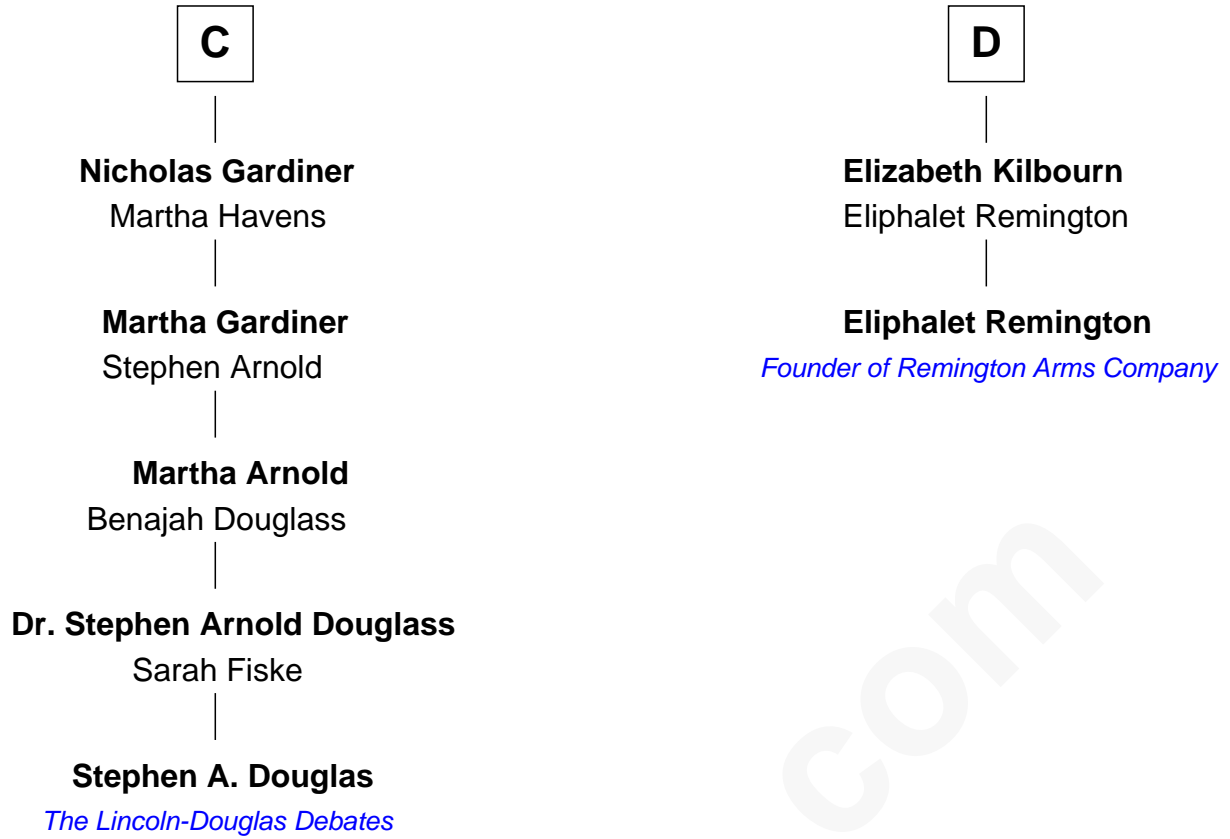 C
Nicholas Gardiner
Martha Havens
Martha Gardiner
Stephen Arnold
Martha Arnold
Benajah Douglass
Dr. Stephen Arnold Douglass
Sarah Fiske
Stephen A. Douglas
The Lincoln-Douglas Debates
D
Elizabeth Kilbourn
Eliphalet Remington
Eliphalet Remington
Founder of Remington Arms Company
com